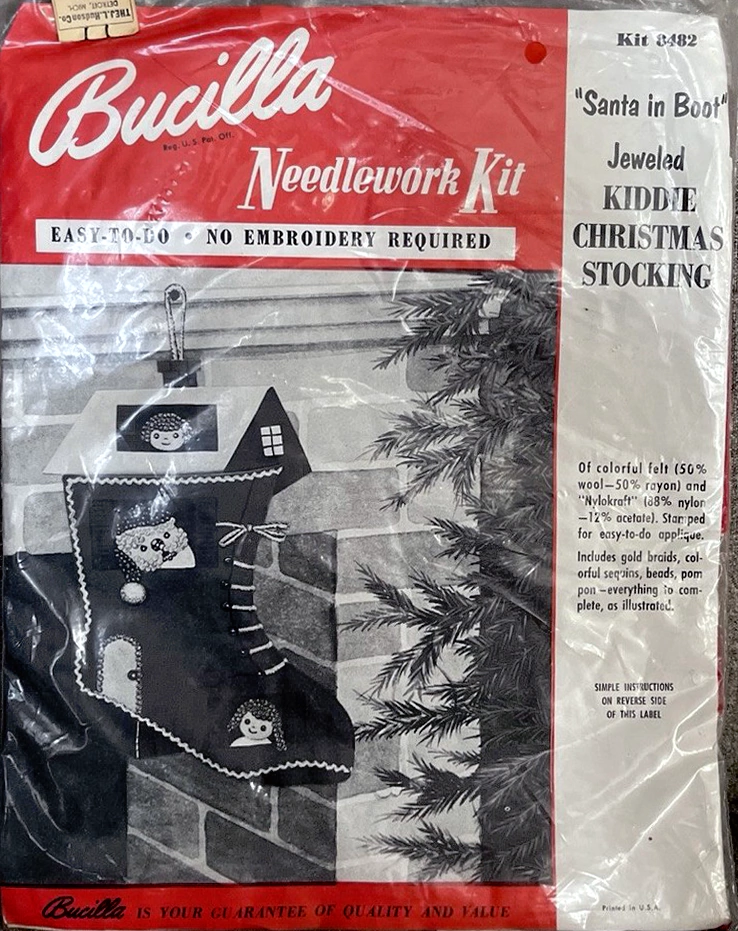 THE J. L. Hudson Co.
DETROIT, MICH.
Bucilla
Reg. U. S. Pat. Off.
Needlework Kit
EASY-TO-DO • NO EMBROIDERY REQUIRED
Kit 8482
"Santa in Boot"
Jeweled
KIDDIE
CHRISTMAS
STOCKING
Of colorful felt (50%
wool—50% rayon) and
"Nylokraft" (88% nylon
—12% acetate). Stamped
for easy-to-do applique.
Includes gold braids, col-
orful sequins, beads, pom
pon—everything to com-
plete, as illustrated.
SIMPLE INSTRUCTIONS
ON REVERSE SIDE
OF THIS LABEL
Bucilla IS YOUR GUARANTEE OF QUALITY AND VALUE
Printed in U.S.A.